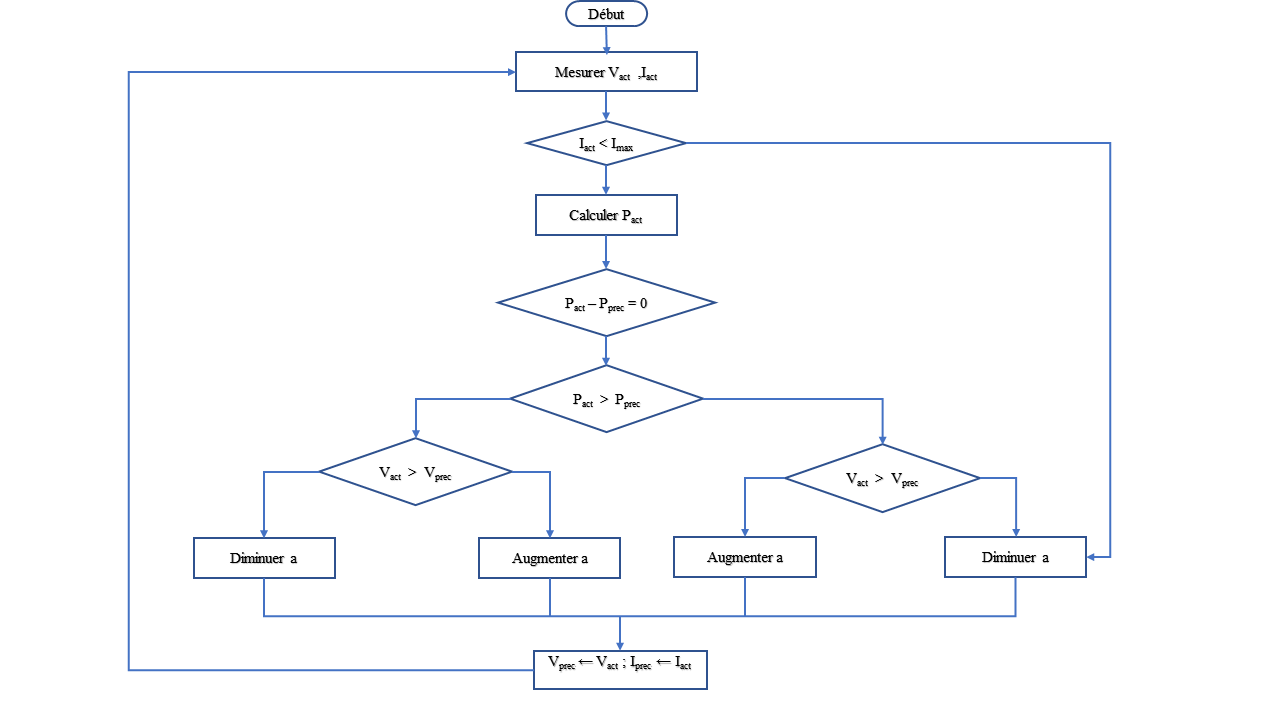 Début
Mesurer Vact ,Iact
Iact < Imax
Calculer Pact
Pact – Pprec = 0
Pact > Pprec
Vact > Vprec
Vact > Vprec
Diminuer a
Augmenter a
Augmenter a
Diminuer a
Vprec ← Vact ; Iprec ← Iact